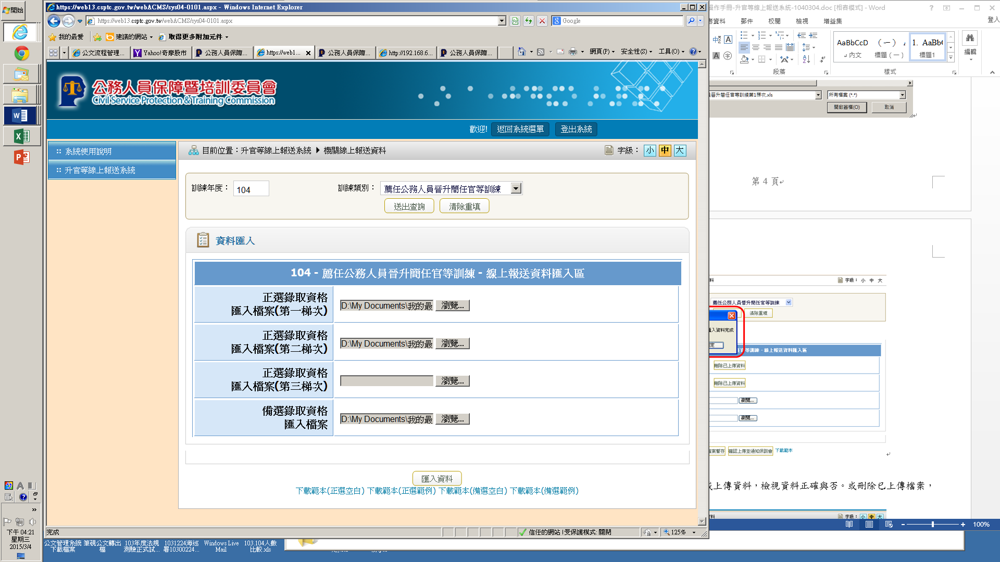 開始
https://web13.csptc.gov.tw/webACMS/sys04-0101.aspx - Windows Internet Explorer
https://web13.csptc.gov.tw/webACMS/sys04-0101.aspx
Google
我的最愛
建議的網站
取得更多附加元件
公文流程管理...
Yahoo!奇摩股市
公務人員保障...
https://web1...
公務人員保障...
http://192.168.6...
公務人員保障...
網頁(P)
安全性(S)
工具(O)
公務人員保障暨培訓委員會
Civil Service Protection & Training Commission
歡迎!
返回系統選單
登出系統
系統使用說明
升官等線上報送系統
目前位置：升官等線上報送系統
機關線上報送資料
字級：
小
中
大
訓練年度：
104
訓練類別：
薦任公務人員晉升簡任官等訓練
送出查詢
清除重填
資料匯入
104 - 薦任公務人員晉升簡任官等訓練 - 線上報送資料匯入區
正選錄取資格
匯入檔案(第一梯次)
D:\My Documents\我的最
瀏覽...
正選錄取資格
匯入檔案(第二梯次)
D:\My Documents\我的最
瀏覽...
正選錄取資格
匯入檔案(第三梯次)
瀏覽...
備選錄取資格
匯入檔案
D:\My Documents\我的最
瀏覽...
匯入資料
下載範本(正選空白) 下載範本(正選範例) 下載範本(備選空白) 下載範本(備選範例)
完成
信任的網站 | 受保護模式: 關閉
125%
操作手冊-升官等線上報送系統-1040304.doc [相容模式] - Word
登入
郵件
校閱
檢視
增益集
AaBbCcD
內文
標題 (一)
1. AaBb
標題1
段落
樣式
編輯
晉升簡任官等訓練第1梯次.xls
所有檔案 (*.*)
開啟舊檔(O)
取消
第 4 頁
字級： 小 中 大
薦任公務人員晉升簡任官等訓練
清除重填
匯入資料完成
官等訓練 - 線上報送資料匯入區
刪除已上傳資料
刪除已上傳資料
瀏覽...
瀏覽...
確認上傳並通知保訓會
下載範本
上傳資料，檢視資料正確與否。或刪除已上傳檔案，
字級： 小 中 大
100%
下午 04:21
星期三
2015/3/4
公文管理系統下載檔案
筆硯公文轉出檔
103年度法規測驗正式試...
1031224海巡署10300224...
Windows Live Mail
103.104人數比較.xls